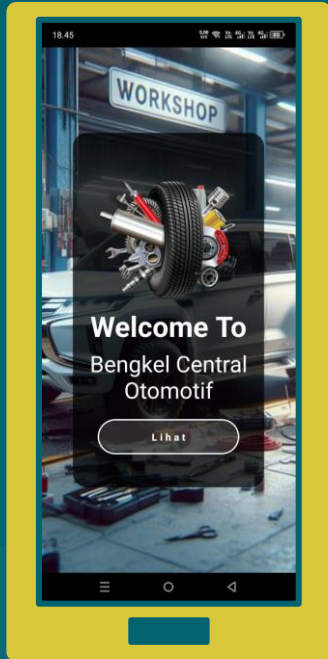 18.45
WORKSHOP
Welcome To
Bengkel Central
Otomotif
Lihat